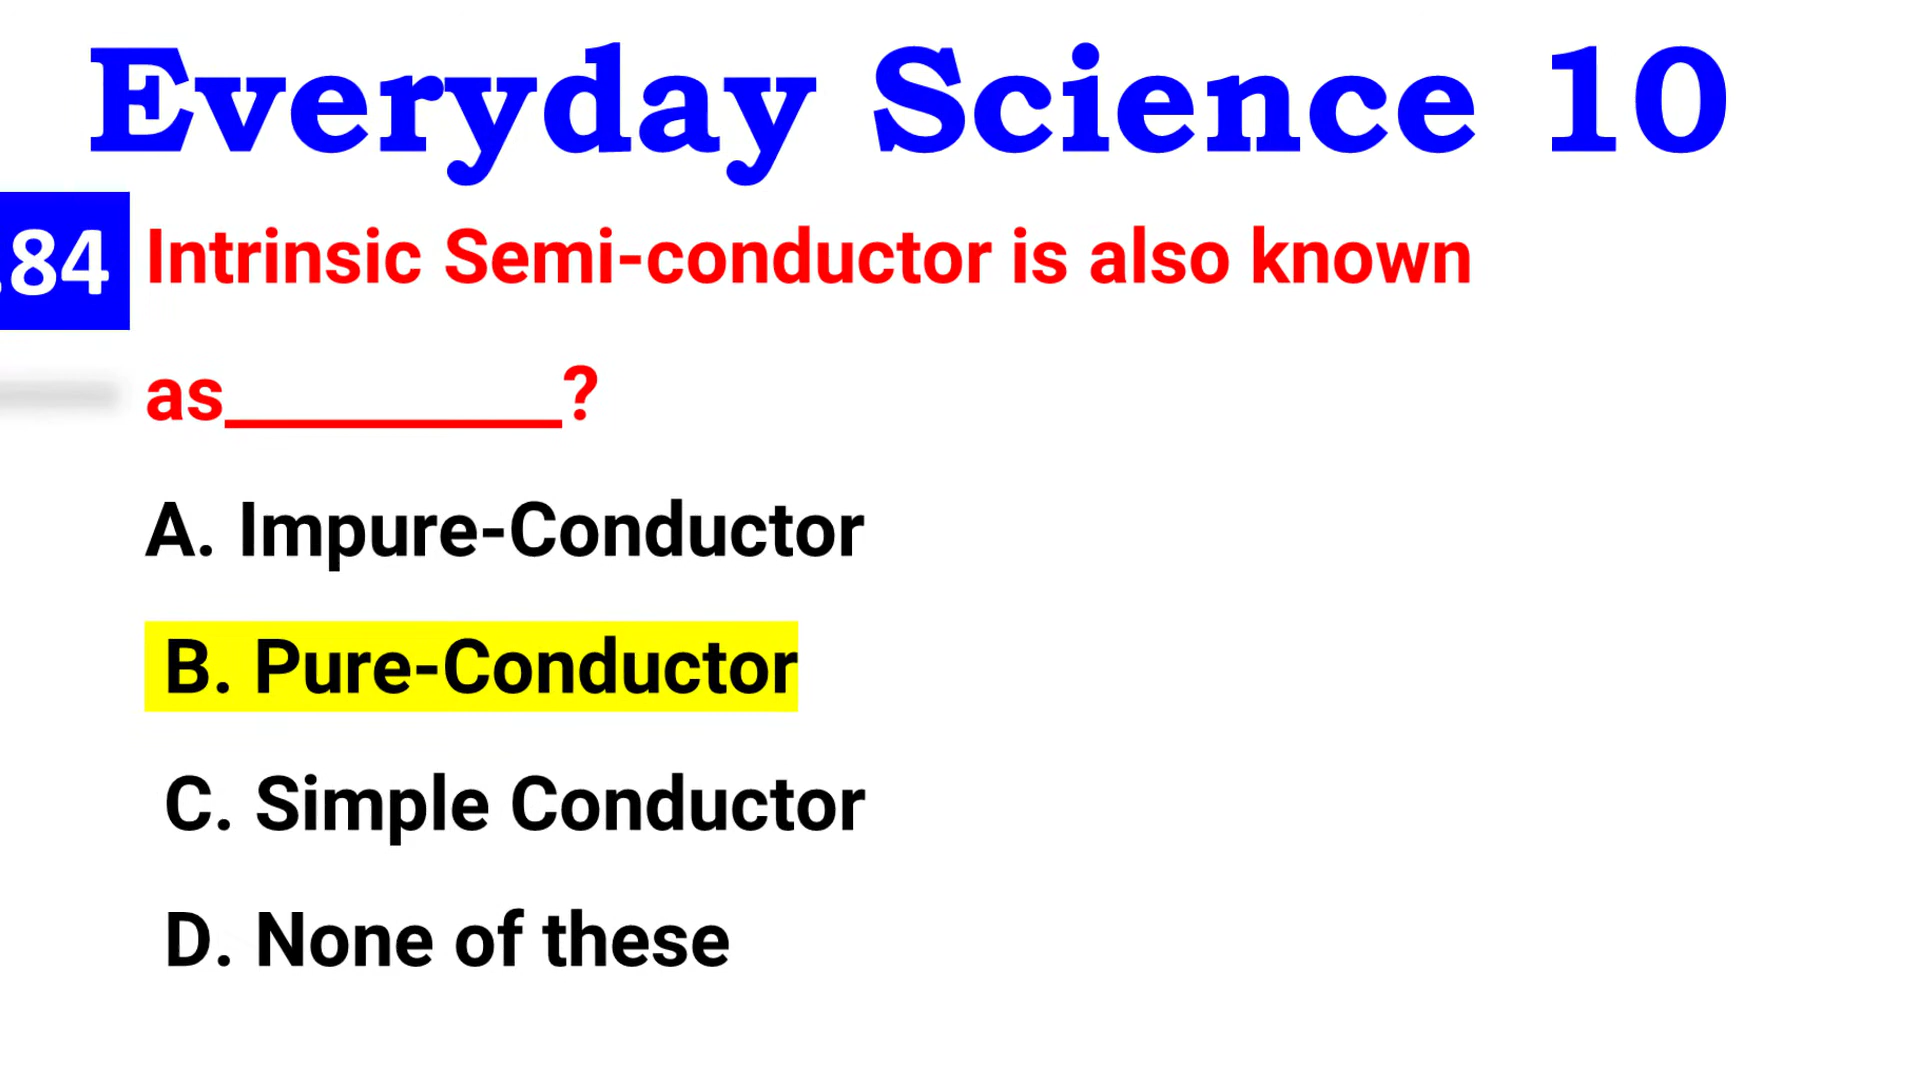 Everyday Science 10
.84 Intrinsic Semi-conductor is also known
as_________?
A. Impure-Conductor
B. Pure-Conductor
C. Simple Conductor
D. None of these